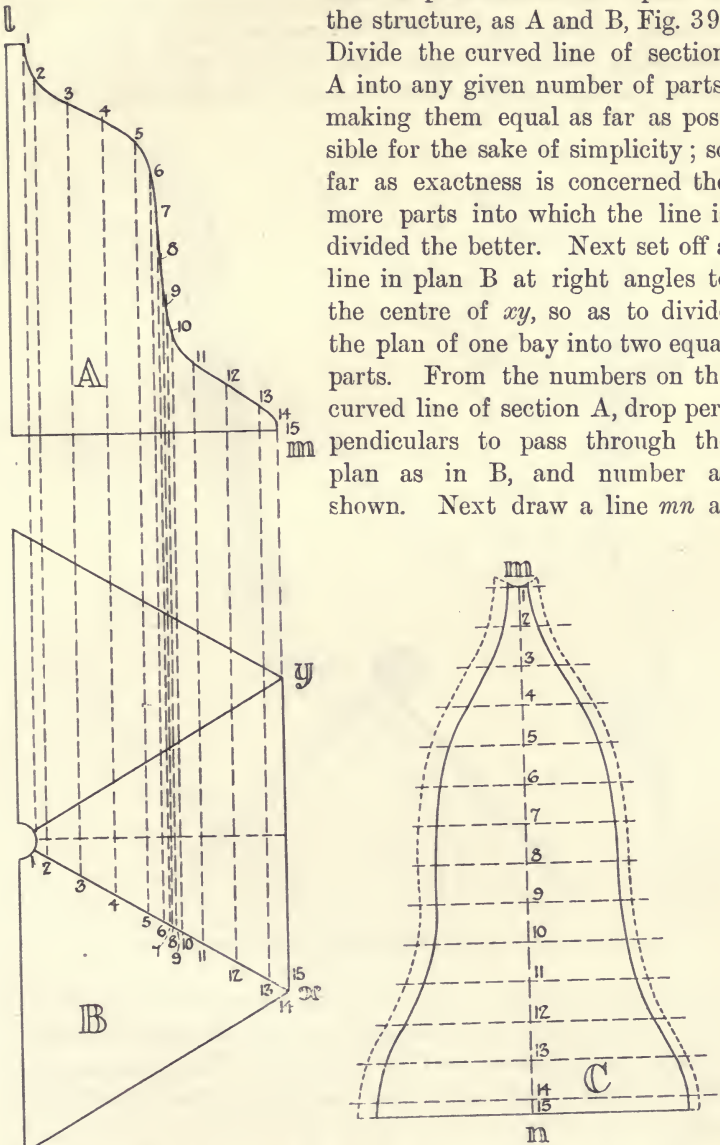 the structure, as A and B, Fig. 39
Divide the curved line of section
A into any given number of parts
making them equal as far as pos
sible for the sake of simplicity; so
far as exactness is concerned the
more parts into which the line is
divided the better. Next set off a
line in plan B at right angles to
the centre of xy, so as to divide
the plan of one bay into two equal
parts. From the numbers on the
curved line of section A, drop per
pendiculars to pass through the
plan as in B, and number as
shown. Next draw a line mn a
l
1
2
3
4
5
6
7
8
9
10
11
12
13
14
15
A
m
y
1
2
3
4
5
6
7
8
9
10
11
12
13
14
15
x
B
m
1
2
3
4
5
6
7
8
9
10
11
12
13
14
15
C
n